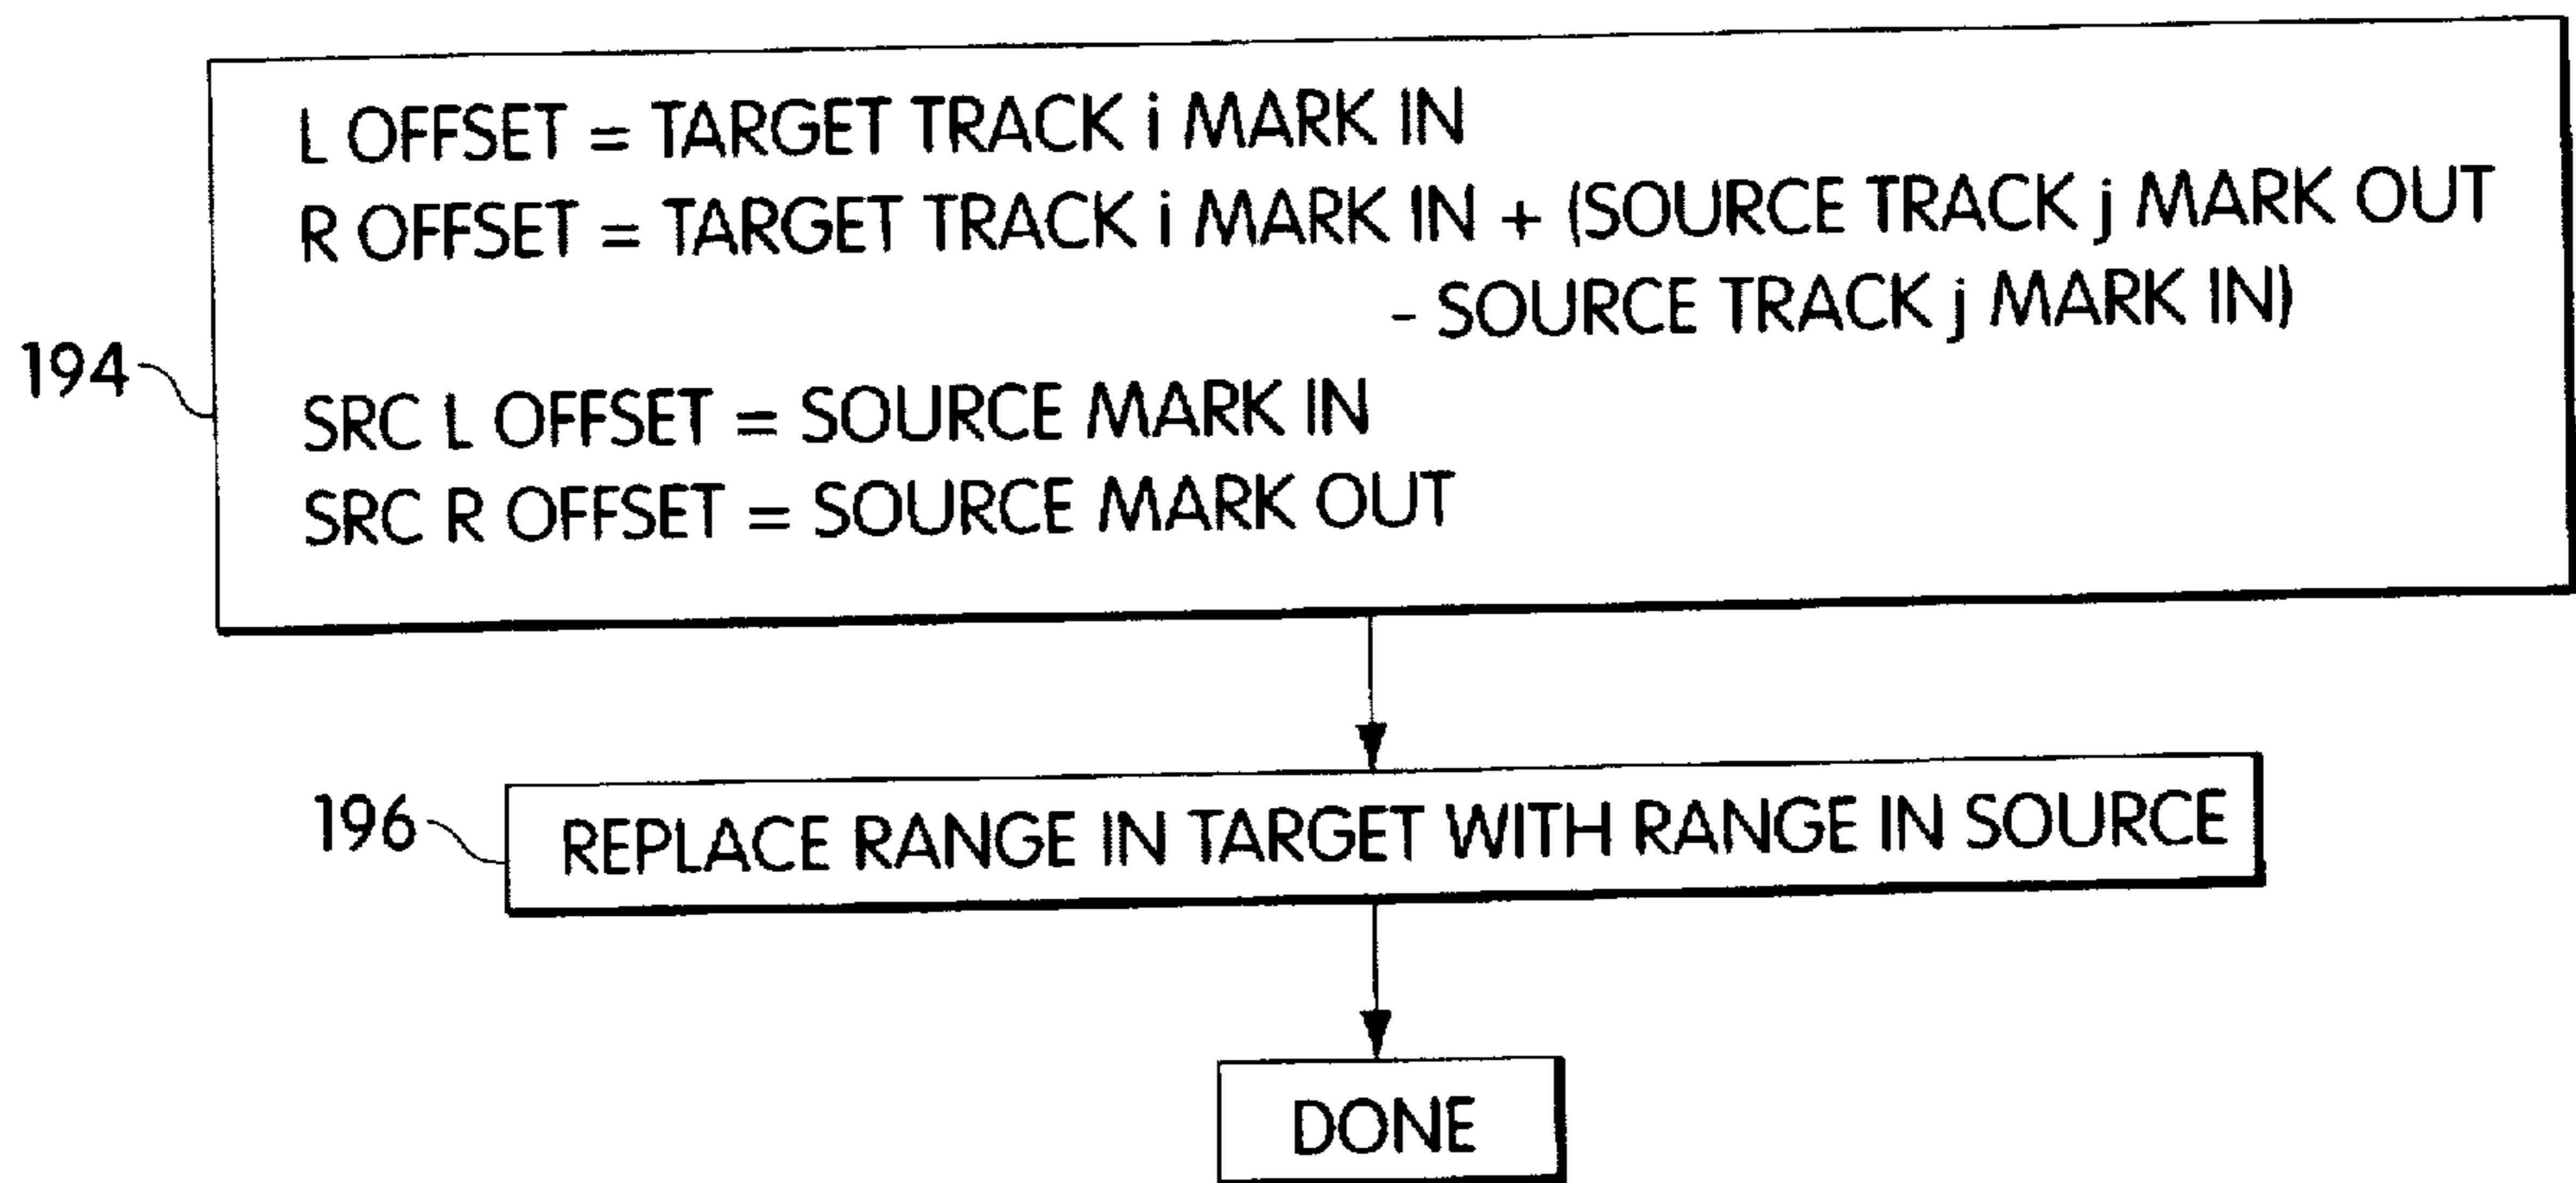 L OFFSET = TARGET TRACK i MARK IN
R OFFSET = TARGET TRACK i MARK IN + (SOURCE TRACK j MARK OUT
- SOURCE TRACK j MARK IN)
194
SRC L OFFSET = SOURCE MARK IN
SRC R OFFSET = SOURCE MARK OUT
196
REPLACE RANGE IN TARGET WITH RANGE IN SOURCE
DONE